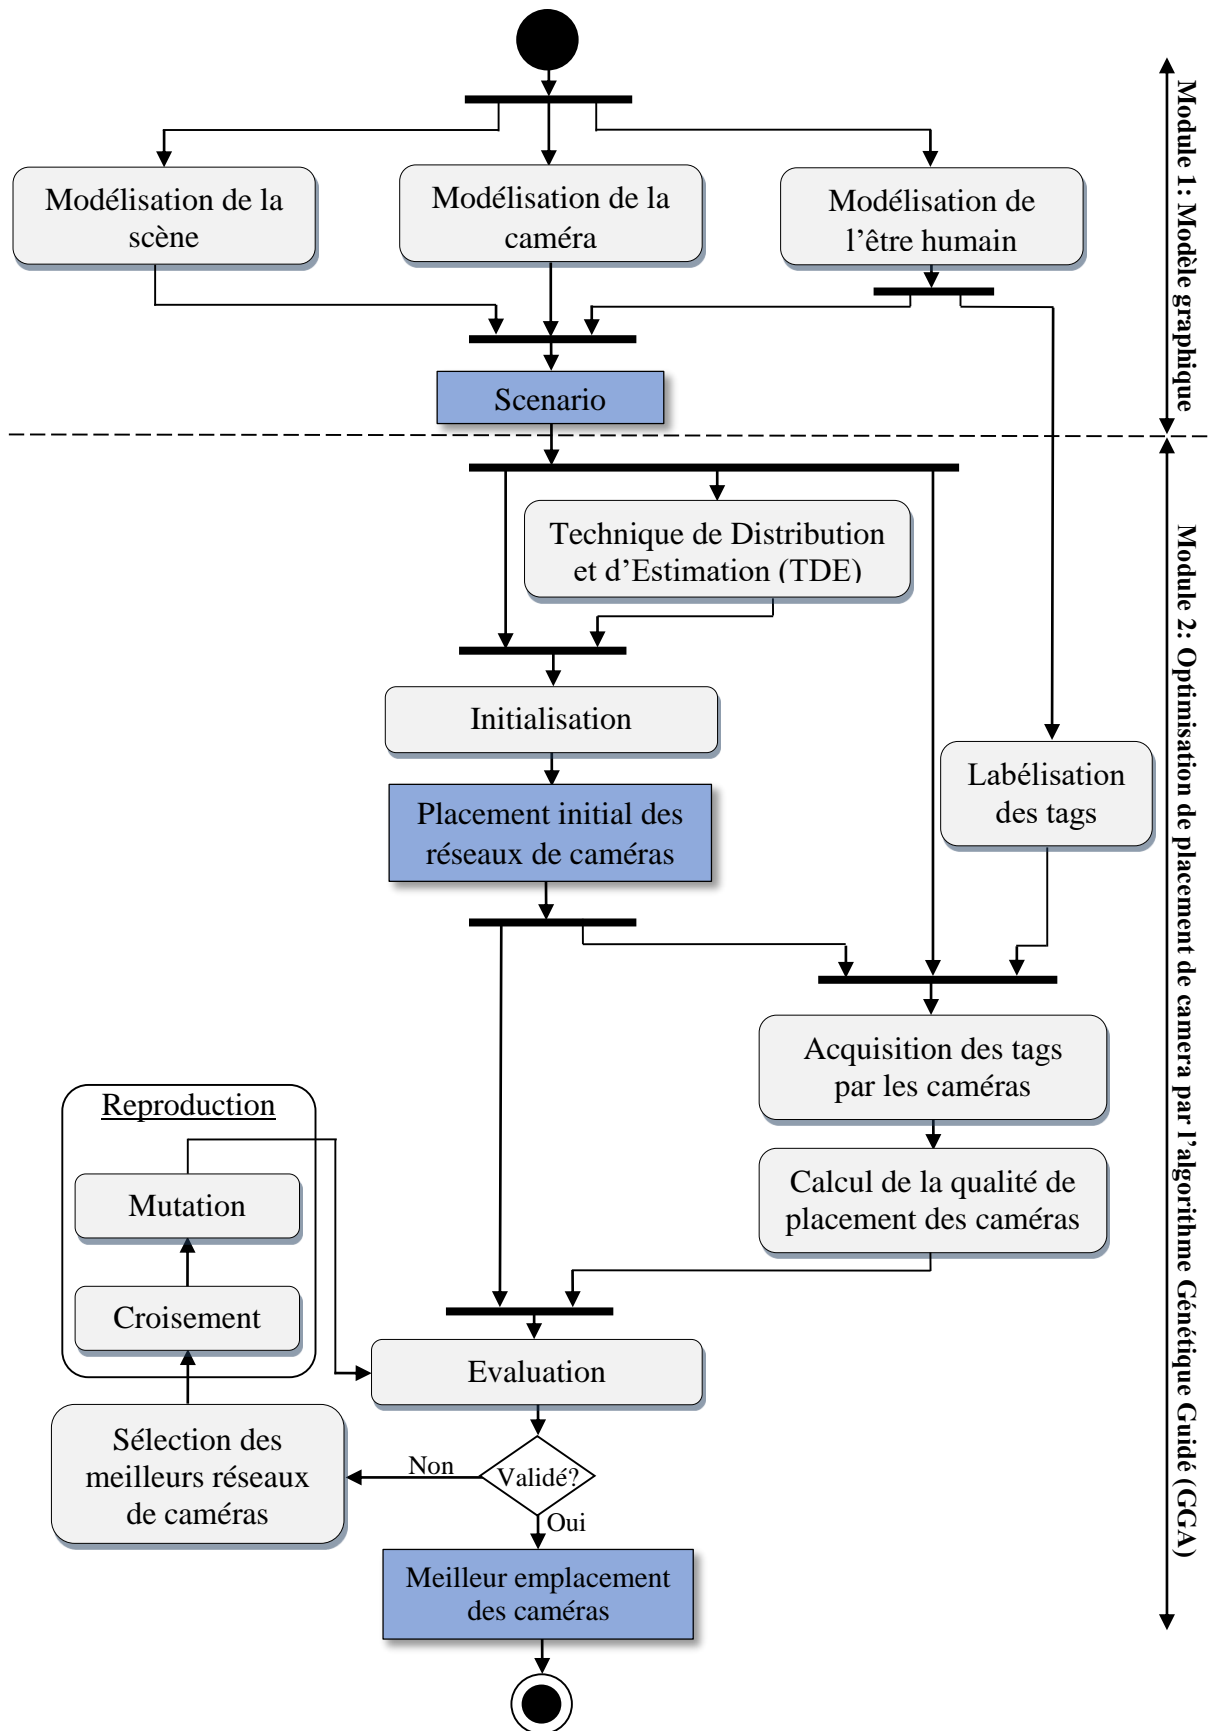 Modélisation de la
scène
Modélisation de la
caméra
Modélisation de
l’être humain
Scenario
Module 1: Modèle graphique
Technique de Distribution
et d’Estimation (TDE)
Initialisation
Placement initial des
réseaux de caméras
Labélisation
des tags
Acquisition des tags
par les caméras
Calcul de la qualité de
placement des caméras
Reproduction
Mutation
Croisement
Evaluation
Sélection des
meilleurs réseaux
de caméras
Non
Validé?
Oui
Meilleur emplacement
des caméras
Module 2: Optimisation de placement de camera par l’algorithme Génétique Guidé (GGA)